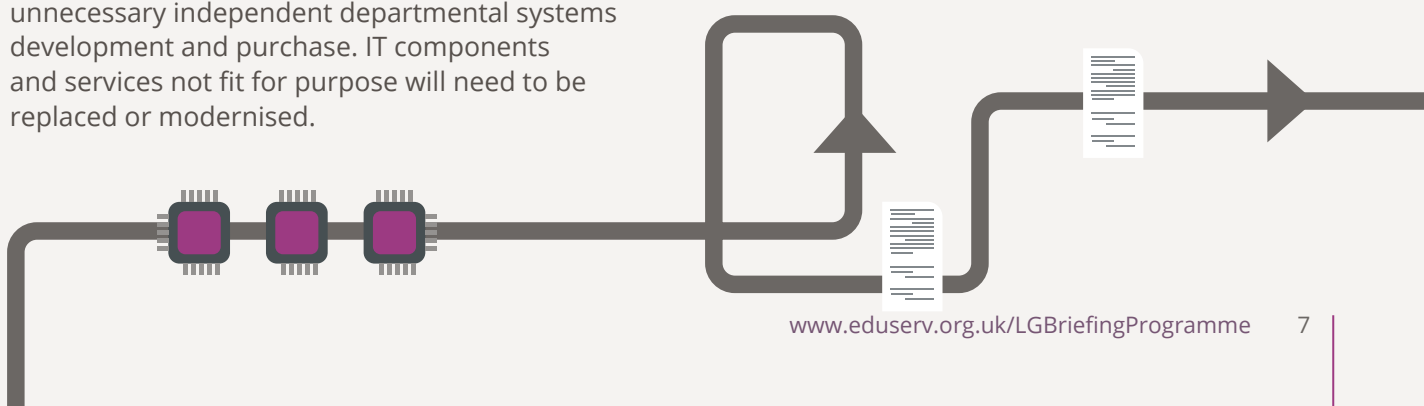 unnecessary independent departmental systems
development and purchase. IT components
and services not fit for purpose will need to be
replaced or modernised.
www.eduserv.org.uk/LGBriefingProgramme 7